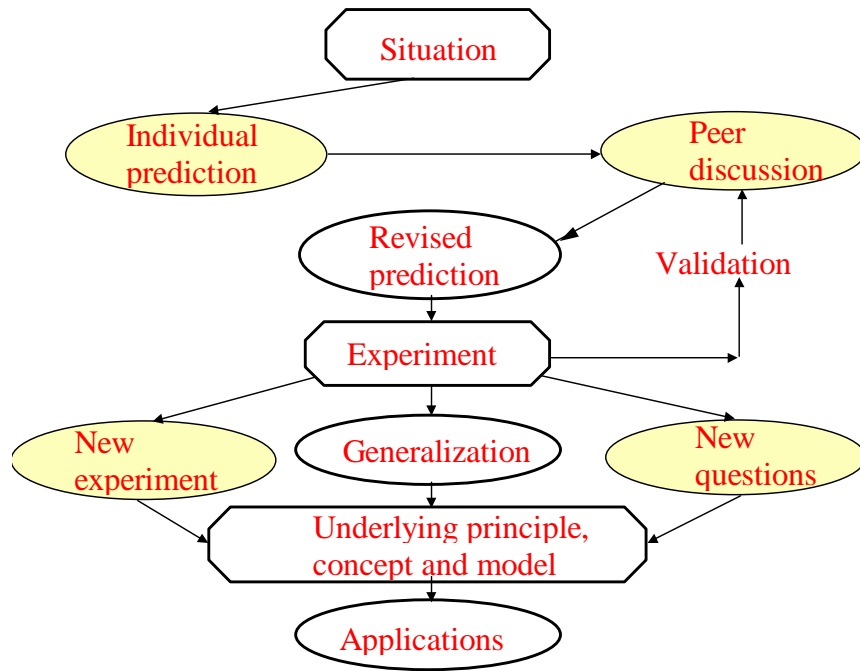 Situation
Individual
prediction
Peer
discussion
Revised
prediction
Validation
Experiment
New
experiment
Generalization
New
questions
Underlying principle,
concept and model
Applications